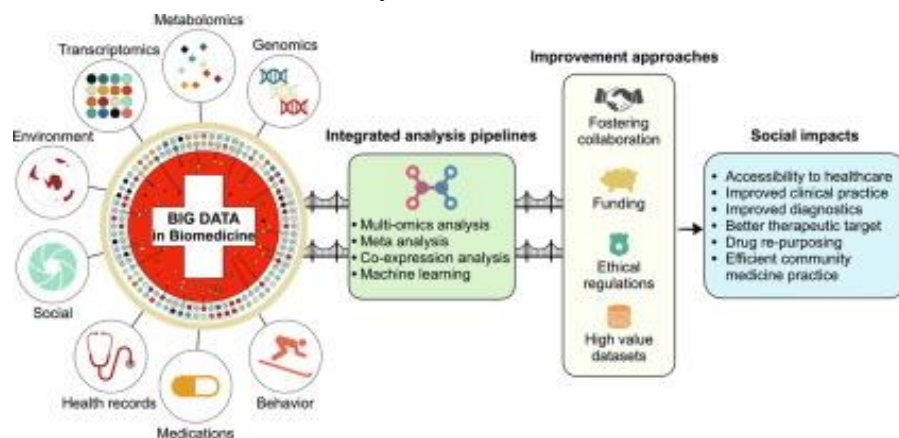 Metabolomics
Transcriptomics
Genomics
Environment
BIG DATA
in Biomedicine
Social
Health records
Medications
Behavior
Integrated analysis pipelines
• Multi-omics analysis
• Meta analysis
• Co-expression analysis
• Machine learning
Improvement approaches
Fostering
collaboration
Funding
Ethical
regulations
High value
datasets
Social impacts
• Accessibility to healthcare
• Improved clinical practice
• Improved diagnostics
• Better therapeutic target
• Drug re-purposing
• Efficient community
medicine practice